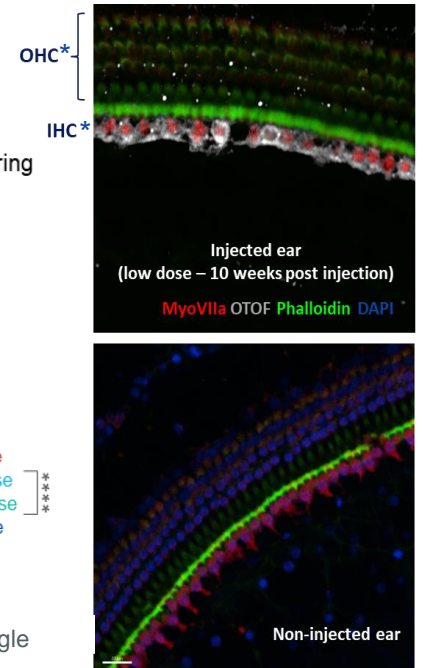 OHC*
IHC*
ring
Injected ear
(low dose – 10 weeks post injection)
MyoVIIa OTOF Phalloidin DAPI
e
se
se
e
****
gle
Non-injected ear